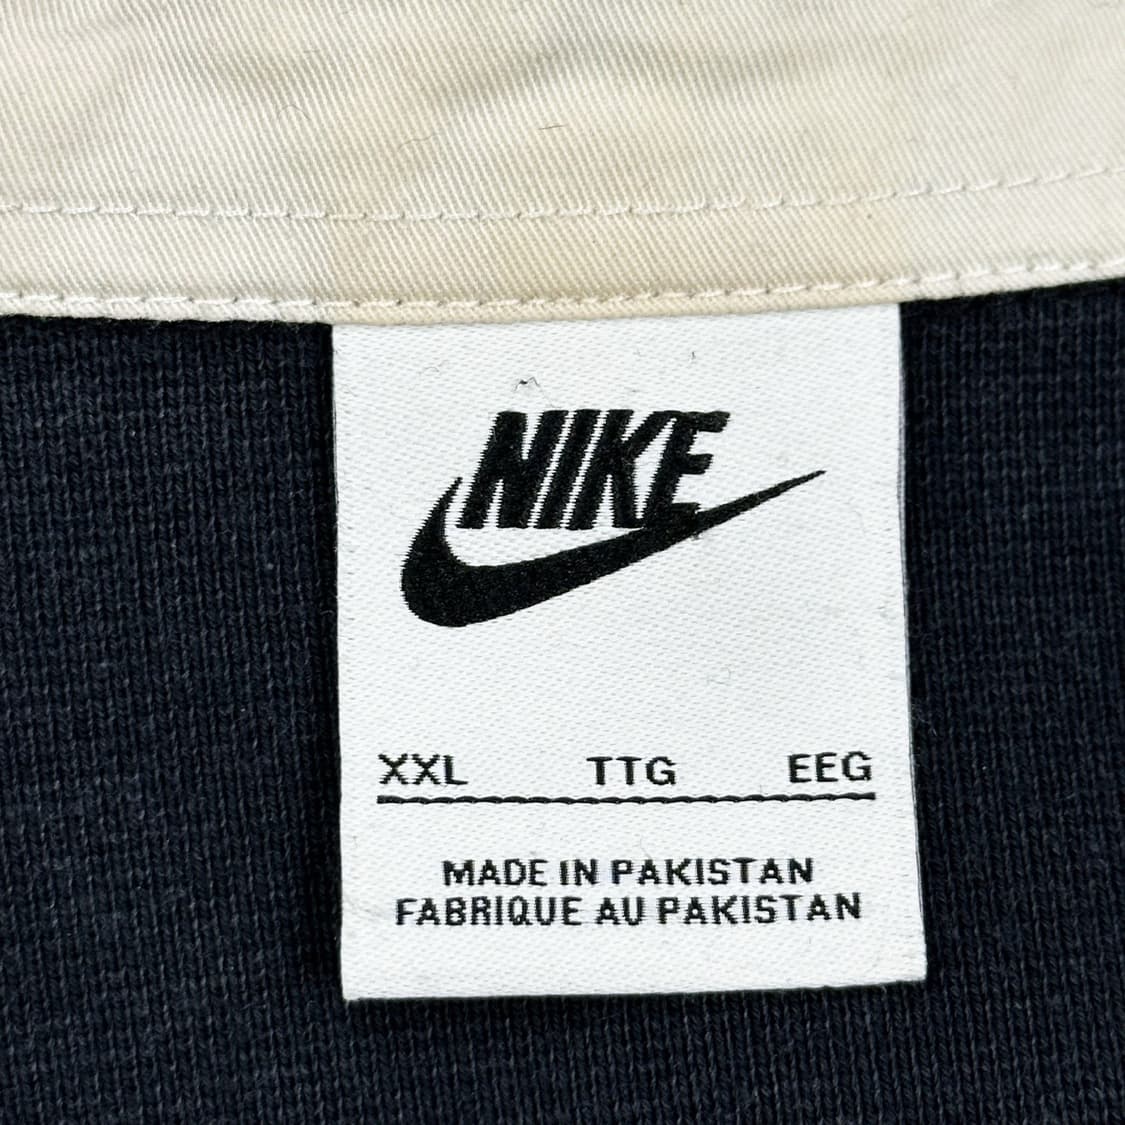 NIKE
XXL TTG EEG
MADE IN PAKISTAN
FABRIQUE AU PAKISTAN